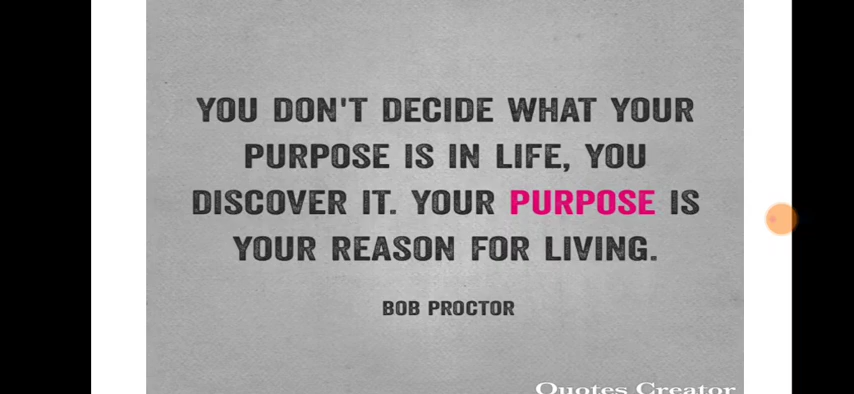 YOU DON'T DECIDE WHAT YOUR
PURPOSE IS IN LIFE, YOU
DISCOVER IT. YOUR PURPOSE IS
YOUR REASON FOR LIVING.
BOB PROCTOR
Quotes Creator